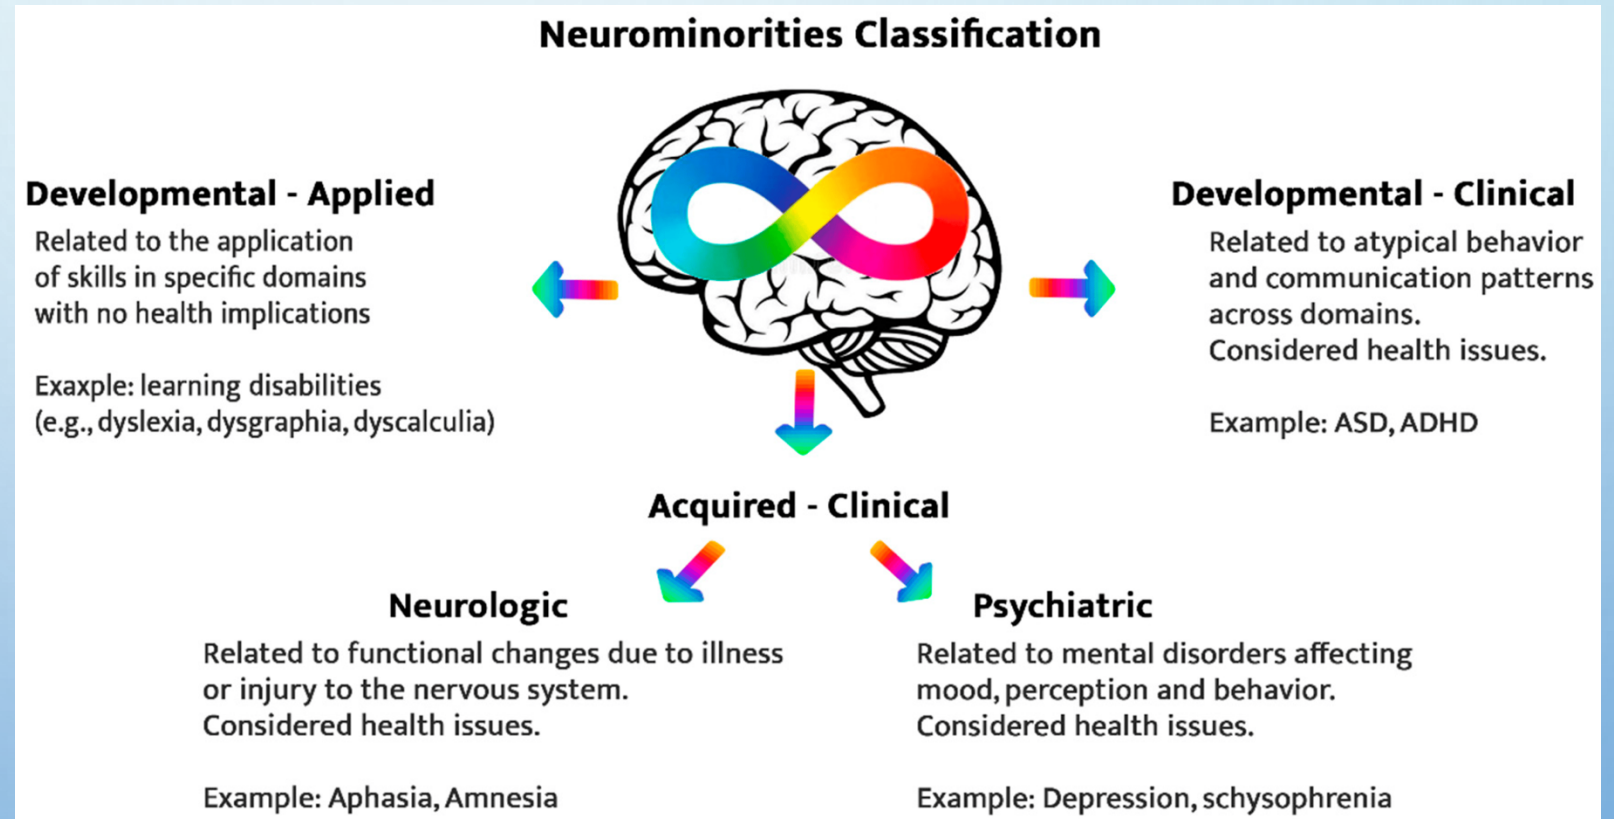 Neurominorities Classification
Developmental - Applied
Related to the application
of skills in specific domains
with no health implications
Exaxple: learning disabilities
(e.g., dyslexia, dysgraphia, dyscalculia)
Developmental - Clinical
Related to atypical behavior
and communication patterns
across domains.
Considered health issues.
Example: ASD, ADHD
Acquired - Clinical
Neurologic
Related to functional changes due to illness
or injury to the nervous system.
Considered health issues.
Example: Aphasia, Amnesia
Psychiatric
Related to mental disorders affecting
mood, perception and behavior.
Considered health issues.
Example: Depression, schysophrenia